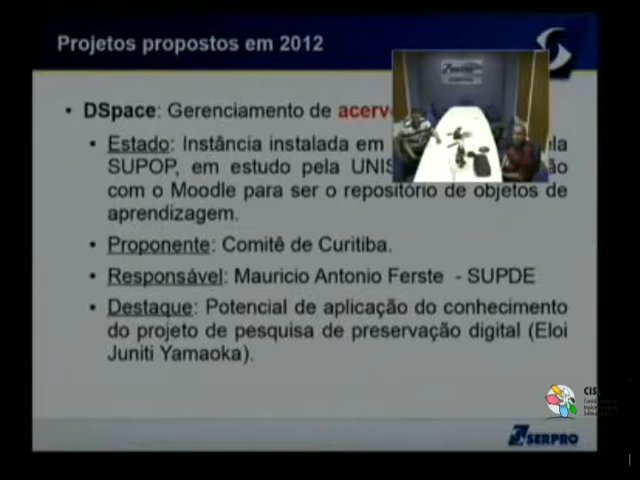 Projetos propostos em 2012
• DSpace: Gerenciamento de
• Estado: Instância instalada em
SUPOP, em estudo pela
com o Moodle para ser o repositório de objetos de
aprendizagem.
• Proponente: Comitê de Curitiba.
• Responsável: Mauricio Antonio Ferste - SUPDE
• Destaque: Potencial de aplicação do conhecimento
do projeto de pesquisa de preservação digital (Eloi
Juniti Yamaoka).
SERPRO